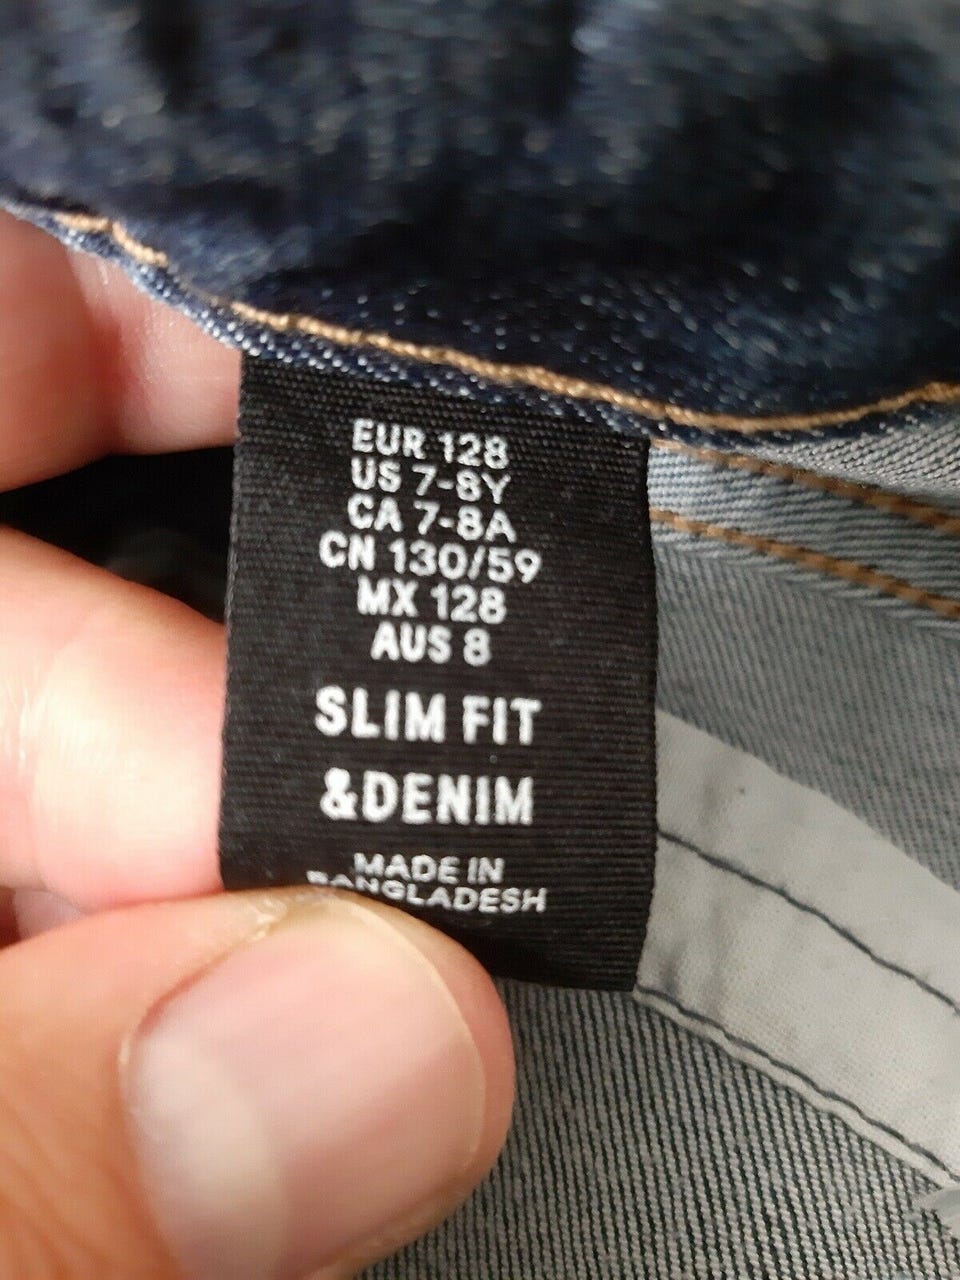 EUR 128
US 7-8Y
CA 7-8A
CN 130/59
MX 128
AUS 8
SLIM FIT
&DENIM
MADE IN
BANGLADESH